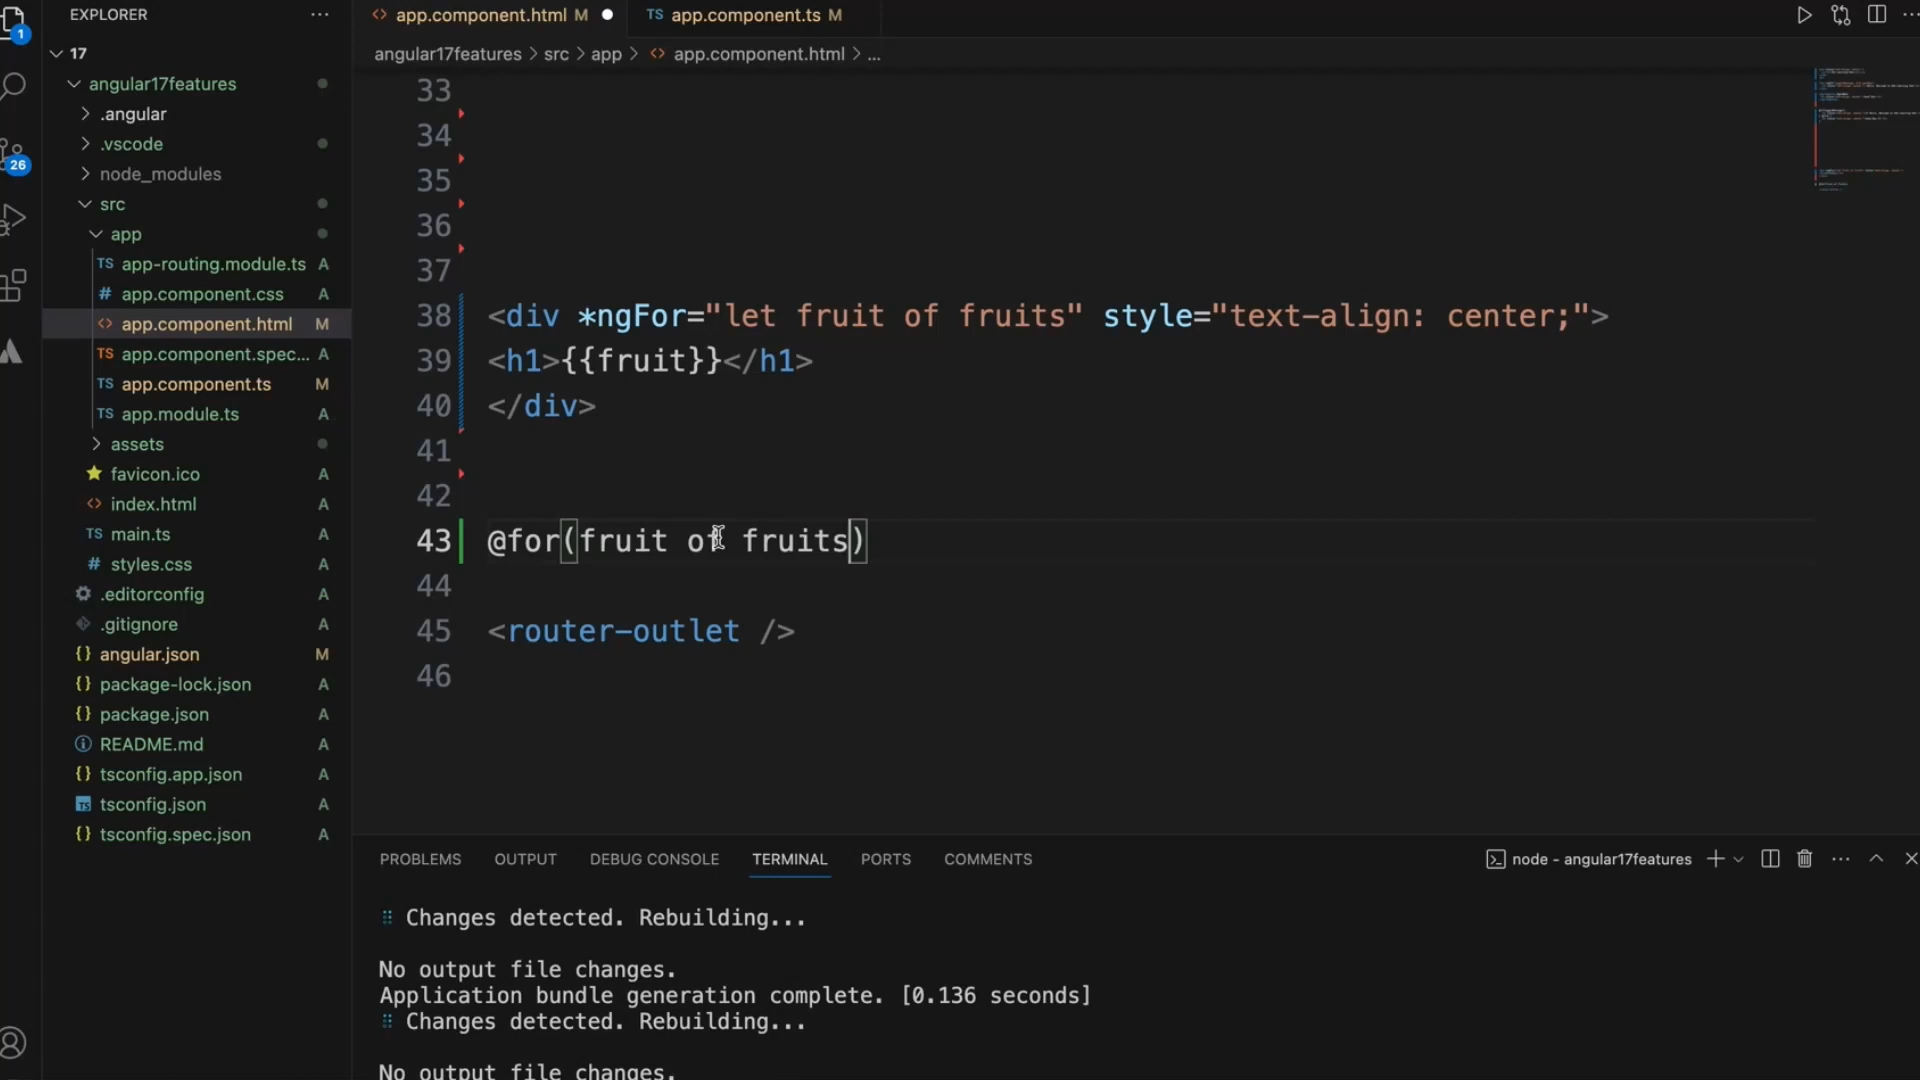 EXPLORER
17
angular17features
.angular
.vscode
node_modules
src
app
app-routing.module.ts A
app.component.css A
app.component.html M
app.component.spec... A
app.component.ts M
app.module.ts A
assets
favicon.ico A
index.html A
main.ts A
styles.css A
.editorconfig A
.gitignore A
angular.json M
package-lock.json A
package.json A
README.md A
tsconfig.app.json A
tsconfig.json A
tsconfig.spec.json A
1
26
app.component.html M
TS app.component.ts M
angular17features > src > app > app.component.html > ...
33
34
35
36
37
38 <div *ngFor="let fruit of fruits" style="text-align: center;">
39 <h1>{{fruit}}</h1>
40 </div>
41
42
43 @for(fruit of fruits)
44
45 <router-outlet />
46
PROBLEMS OUTPUT DEBUG CONSOLE TERMINAL PORTS COMMENTS
node - angular17features
Changes detected. Rebuilding...
No output file changes.
Application bundle generation complete. [0.136 seconds]
Changes detected. Rebuilding...
No output file changes.